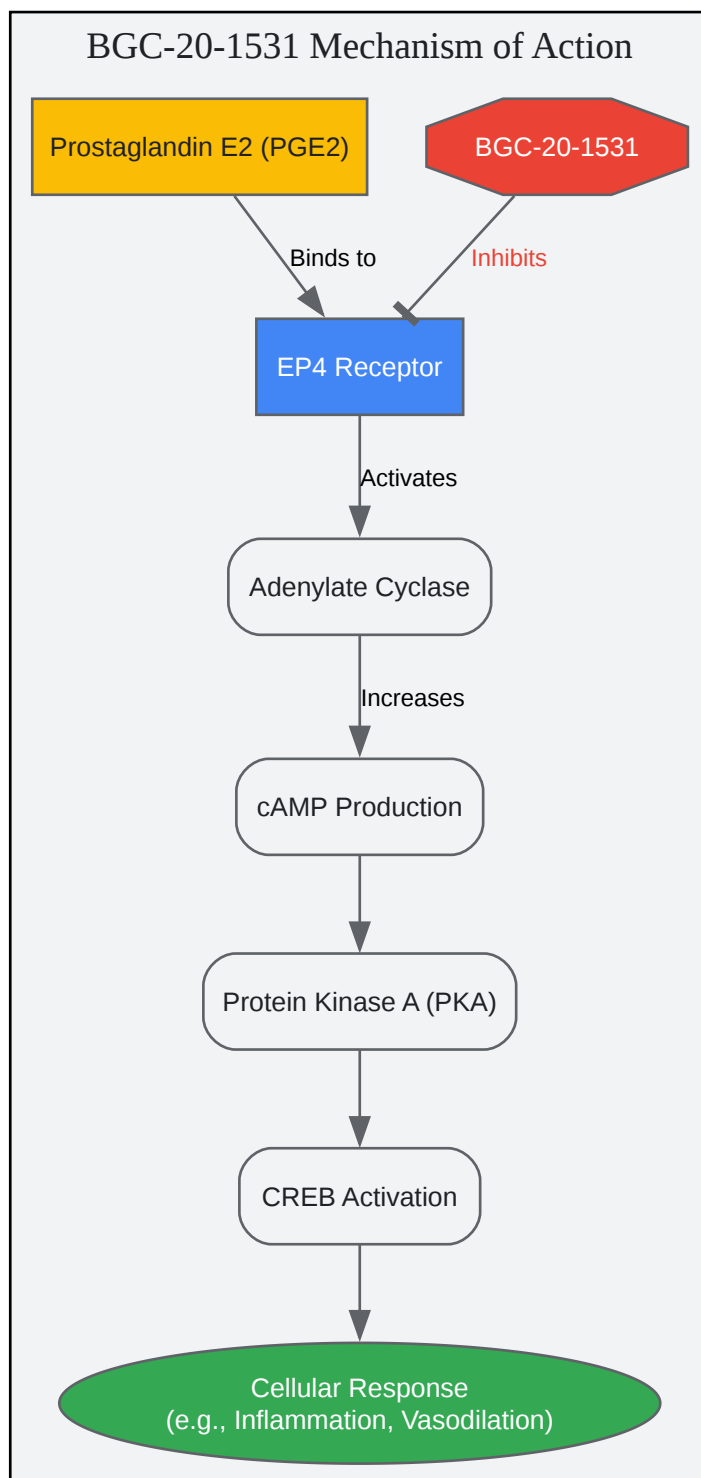 BGC-20-1531 Mechanism of Action
Prostaglandin E2 (PGE2)
BGC-20-1531
Binds to
Inhibits
EP4 Receptor
Activates
Adenylate Cyclase
Increases
cAMP Production
Protein Kinase A (PKA)
CREB Activation
Cellular Response
(e.g., Inflammation, Vasodilation)